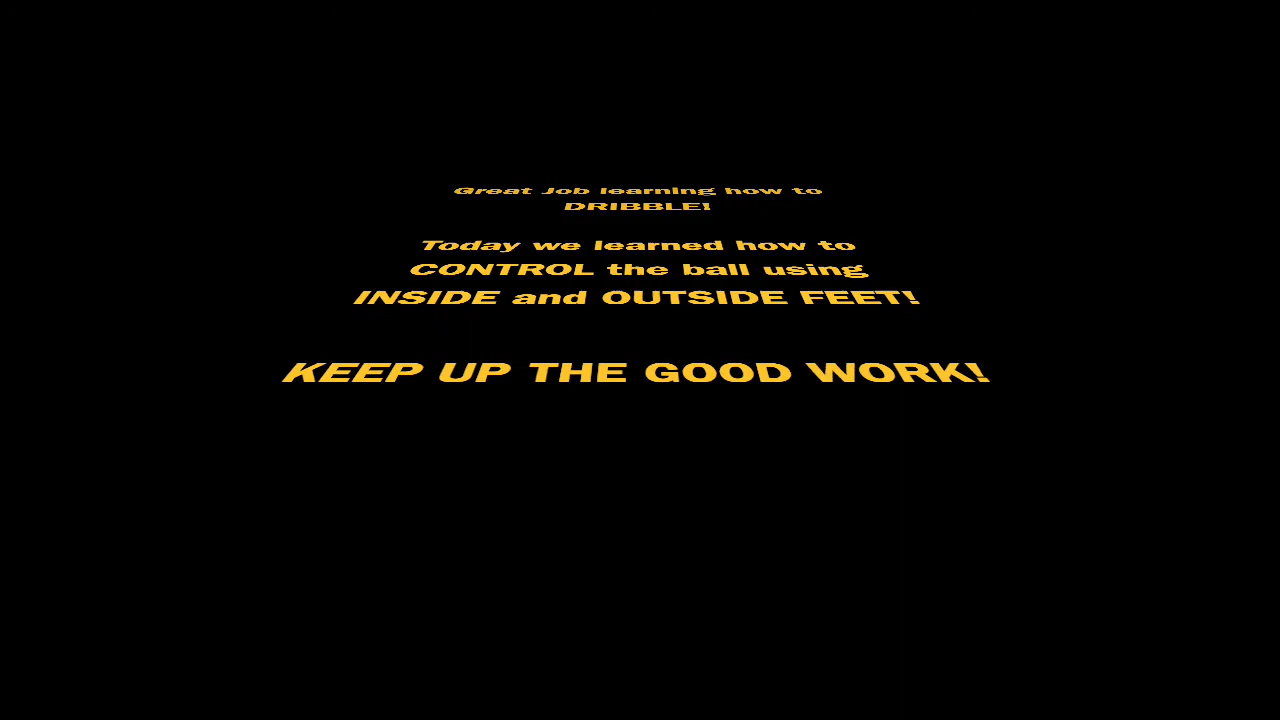 Great Job learning how to
DRIBBLE!
Today we learned how to
CONTROL the ball using
INSIDE and OUTSIDE FEET!
KEEP UP THE GOOD WORK!